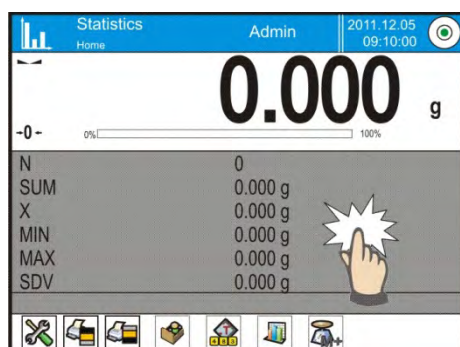 Statistics
Home
Admin
2011.12.05
09:10:00
0.000 g
→0←
0% 100%
N 0
SUM 0.000 g
X 0.000 g
MIN 0.000 g
MAX 0.000 g
SDV 0.000 g
T